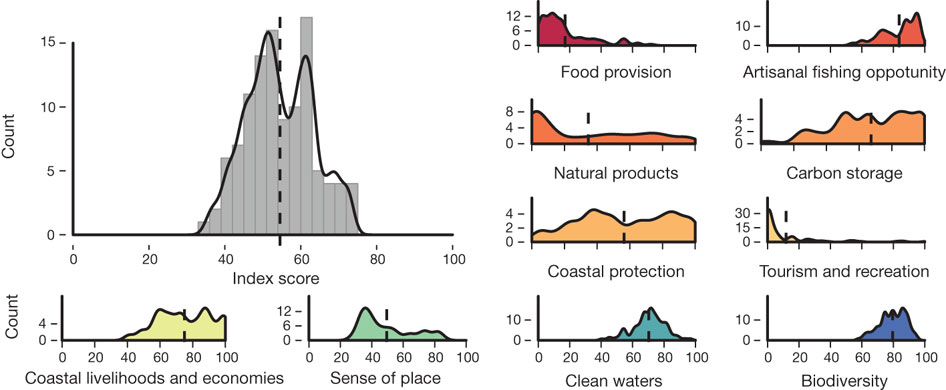 15
10
5
0
Count
0 20 40 60 80 100
Index score
12
6
0
Food provision
10
0
Artisanal fishing oppotunity
8
4
0
Natural products
4
2
0
Carbon storage
4
2
0
Coastal protection
30
15
0
Tourism and recreation
Count
4
0
0 20 40 60 80 100
Coastal livelihoods and economies
12
6
0
0 20 40 60 80 100
Sense of place
10
0
0 20 40 60 80 100
Clean waters
10
0
0 20 40 60 80 100
Biodiversity